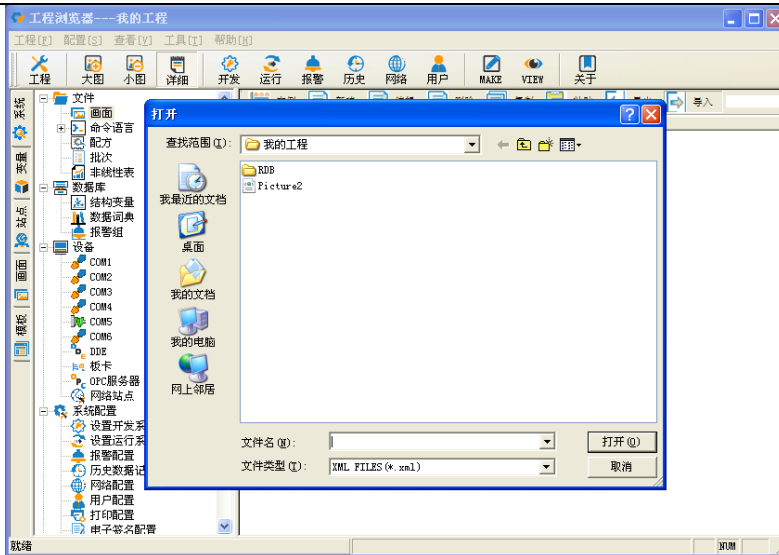 工程浏览器---我的工程
工程[F] 配置[S] 查看[V] 工具[T] 帮助[H]
工程 大图 小图 详细 开发 运行 报警 历史 网络 用户 MAKE VIEW 关于
系统
变量
站点
画面
模板
文件
画面
命令语言
配方
批次
非线性表
数据库
结构变量
数据词典
报警组
设备
COM1
COM2
COM3
COM4
COM5
COM6
DDE
板卡
OPC服务器
网络站点
系统配置
设置开发系
设置运行系
报警配置
历史数据记
网络配置
用户配置
打印配置
电子签名配置
导入
打开
查找范围(I): 我的工程
我最近的文档
桌面
我的文档
我的电脑
网上邻居
RDB
Picture2
文件名(N): 打开(O)
文件类型(T): XML FILES(*.xml) 取消
就绪 NUM